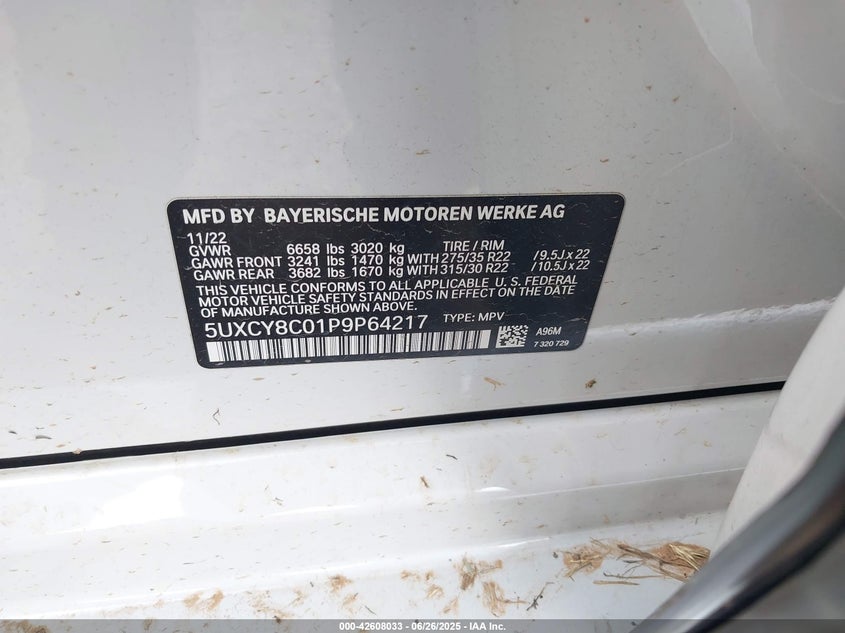 MFD BY BAYERISCHE MOTOREN WERKE AG
11/22
GVWR 6658 lbs 3020 kg TIRE / RIM
GAWR FRONT 3241 lbs 1470 kg WITH 275/35 R22 / 9.5J x 22
GAWR REAR 3682 lbs 1670 kg WITH 315/30 R22 / 10.5J x 22
THIS VEHICLE CONFORMS TO ALL APPLICABLE U. S. FEDERAL
MOTOR VEHICLE SAFETY STANDARDS IN EFFECT ON THE DATE
OF MANUFACTURE SHOWN ABOVE.
5UXCY8C01P9P64217 TYPE: MPV
A96M
7 320 729
000-42608033 - 06/26/2025 - IAA Inc.